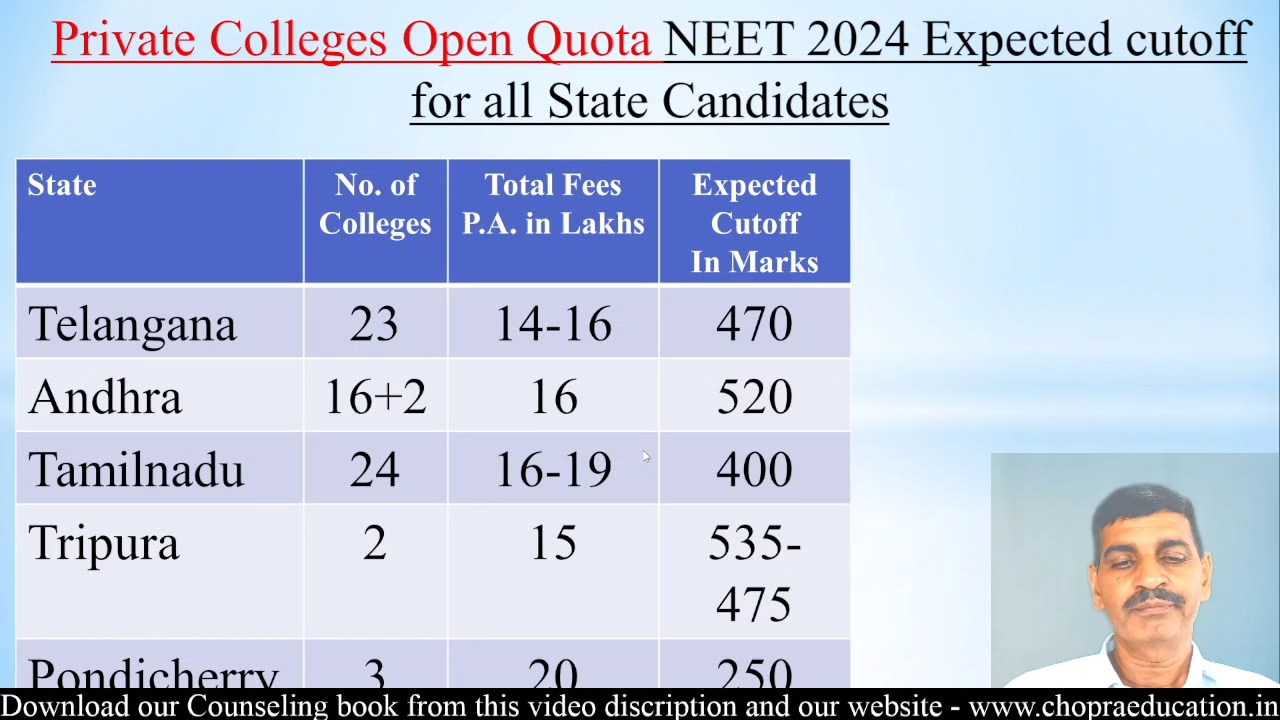 Private Colleges Open Quota NEET 2024 Expected cutoff
for all State Candidates
State No. of Colleges Total Fees P.A. in Lakhs Expected Cutoff In Marks
Telangana 23 14-16 470
Andhra 16+2 16 520
Tamilnadu 24 16-19 400
Tripura 2 15 535-475
Pondicherry 3 20 250
Download our Counseling book from this video discription and our website - www.chopraeducation.in